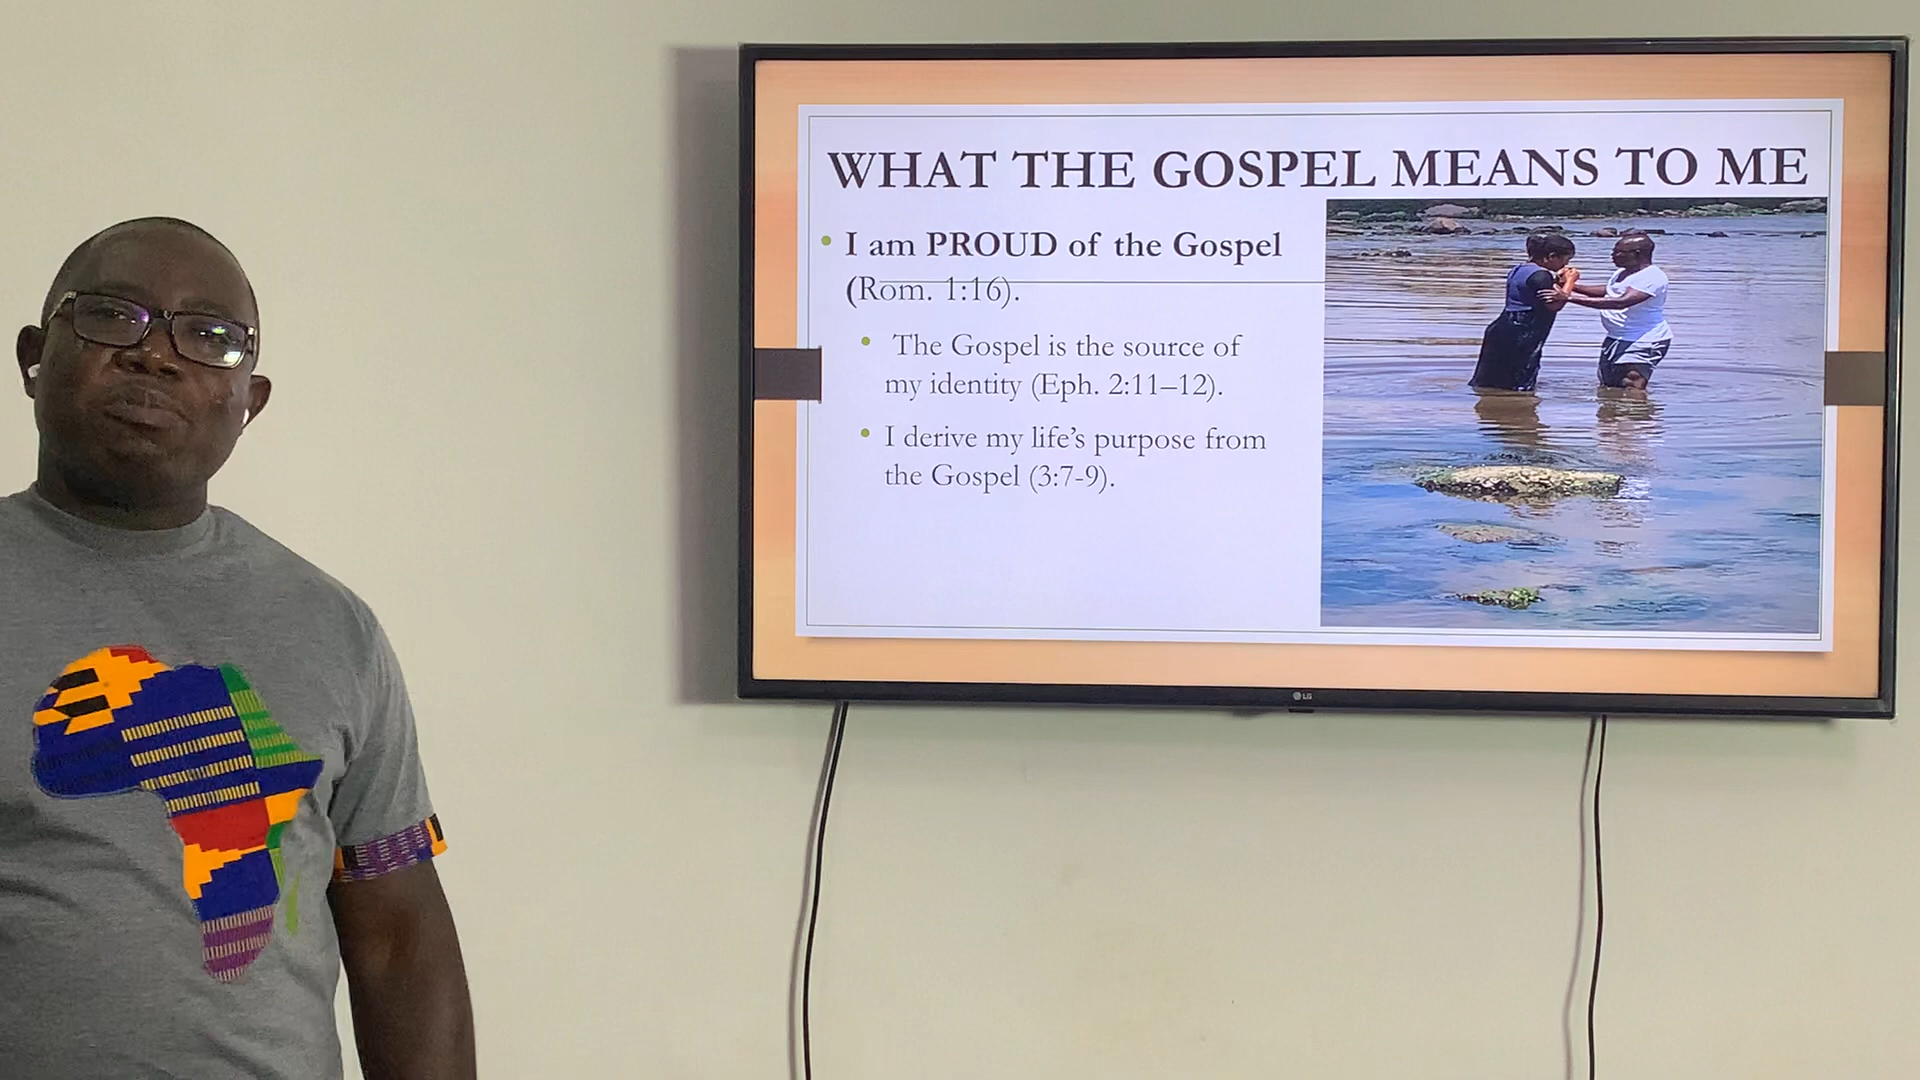 WHAT THE GOSPEL MEANS TO ME
• I am PROUD of the Gospel
(Rom. 1:16).
• The Gospel is the source of
my identity (Eph. 2:11–12).
• I derive my life’s purpose from
the Gospel (3:7-9).
LG